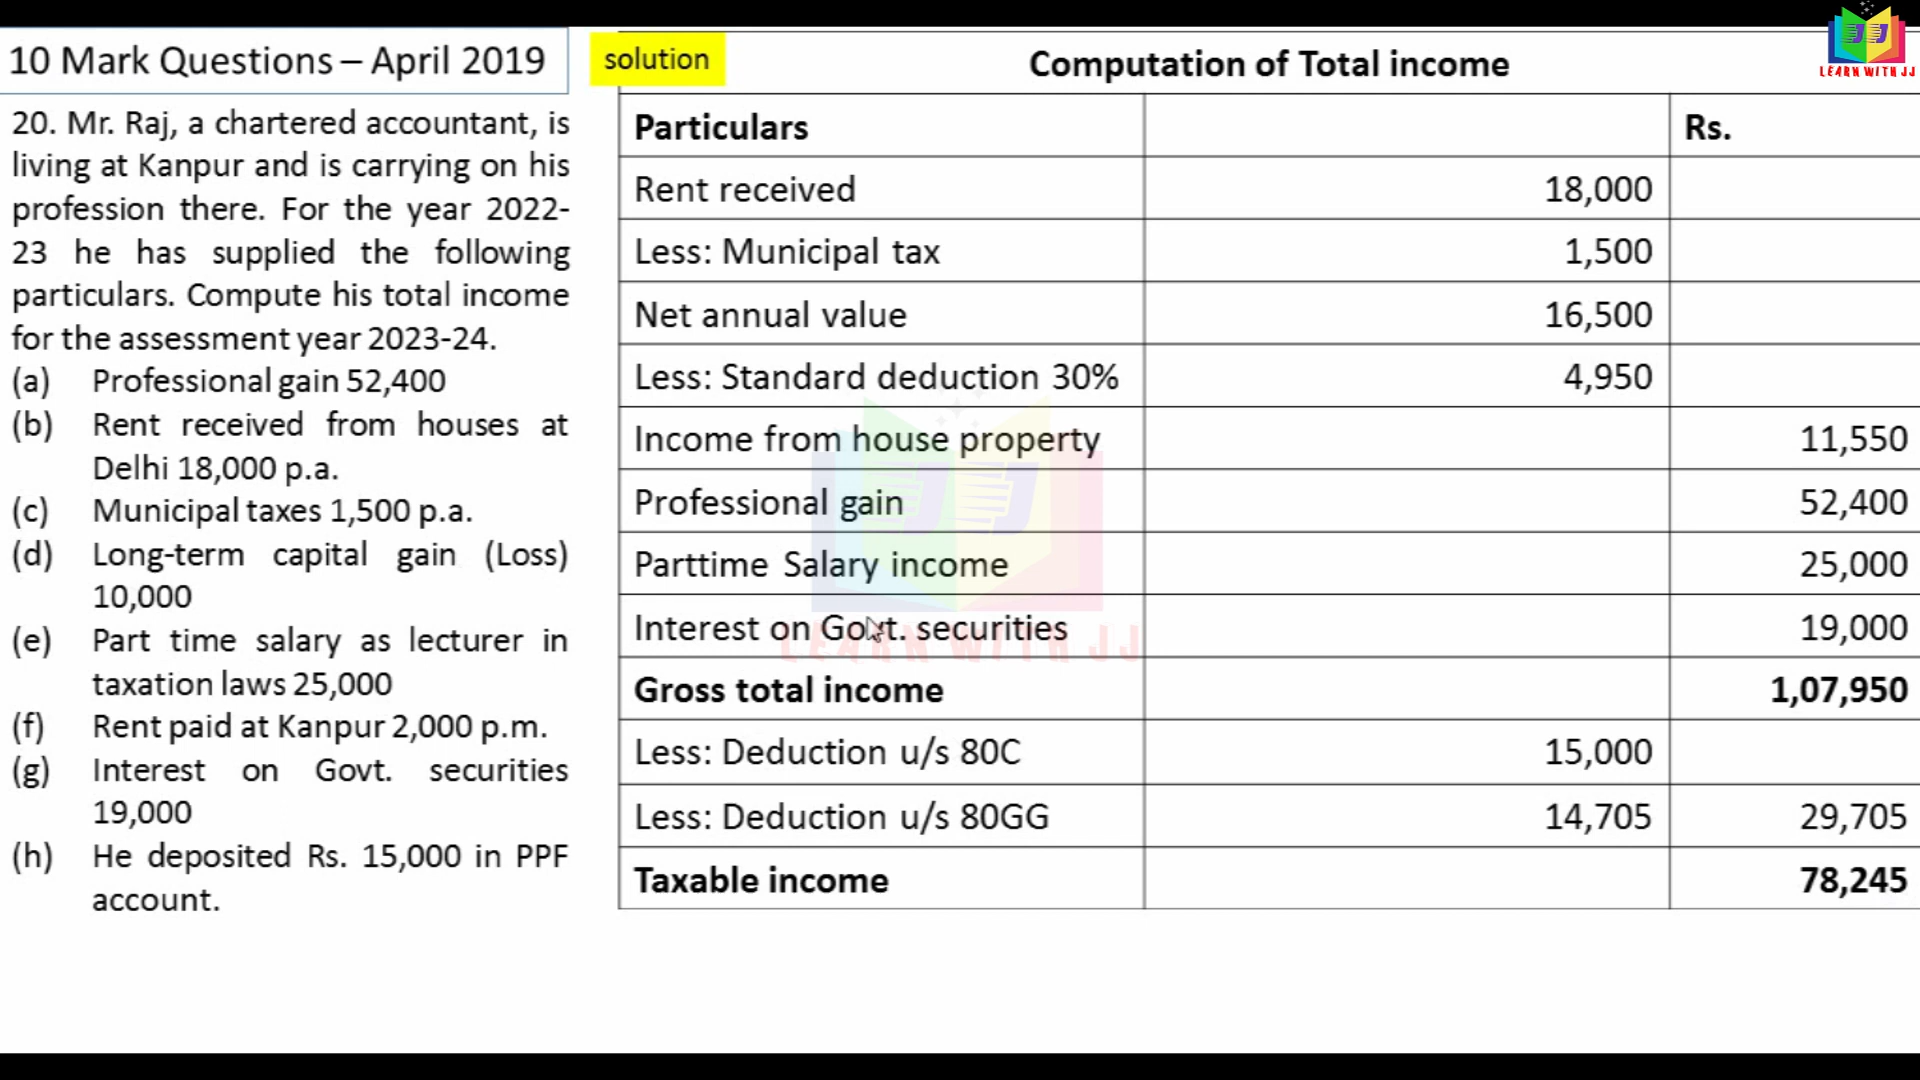 10 Mark Questions – April 2019
20. Mr. Raj, a chartered accountant, is
living at Kanpur and is carrying on his
profession there. For the year 2022-
23 he has supplied the following
particulars. Compute his total income
for the assessment year 2023-24.
(a) Professional gain 52,400
(b) Rent received from houses at
Delhi 18,000 p.a.
(c) Municipal taxes 1,500 p.a.
(d) Long-term capital gain (Loss)
10,000
(e) Part time salary as lecturer in
taxation laws 25,000
(f) Rent paid at Kanpur 2,000 p.m.
(g) Interest on Govt. securities
19,000
(h) He deposited Rs. 15,000 in PPF
account.
solution
Computation of Total income
Particulars Rs.
Rent received 18,000
Less: Municipal tax 1,500
Net annual value 16,500
Less: Standard deduction 30% 4,950
Income from house property 11,550
Professional gain 52,400
Parttime Salary income 25,000
Interest on Govt. securities 19,000
Gross total income 1,07,950
Less: Deduction u/s 80C 15,000
Less: Deduction u/s 80GG 14,705 29,705
Taxable income 78,245
JJ
LEARN WITH JJ
JJ
LEARN WITH JJ